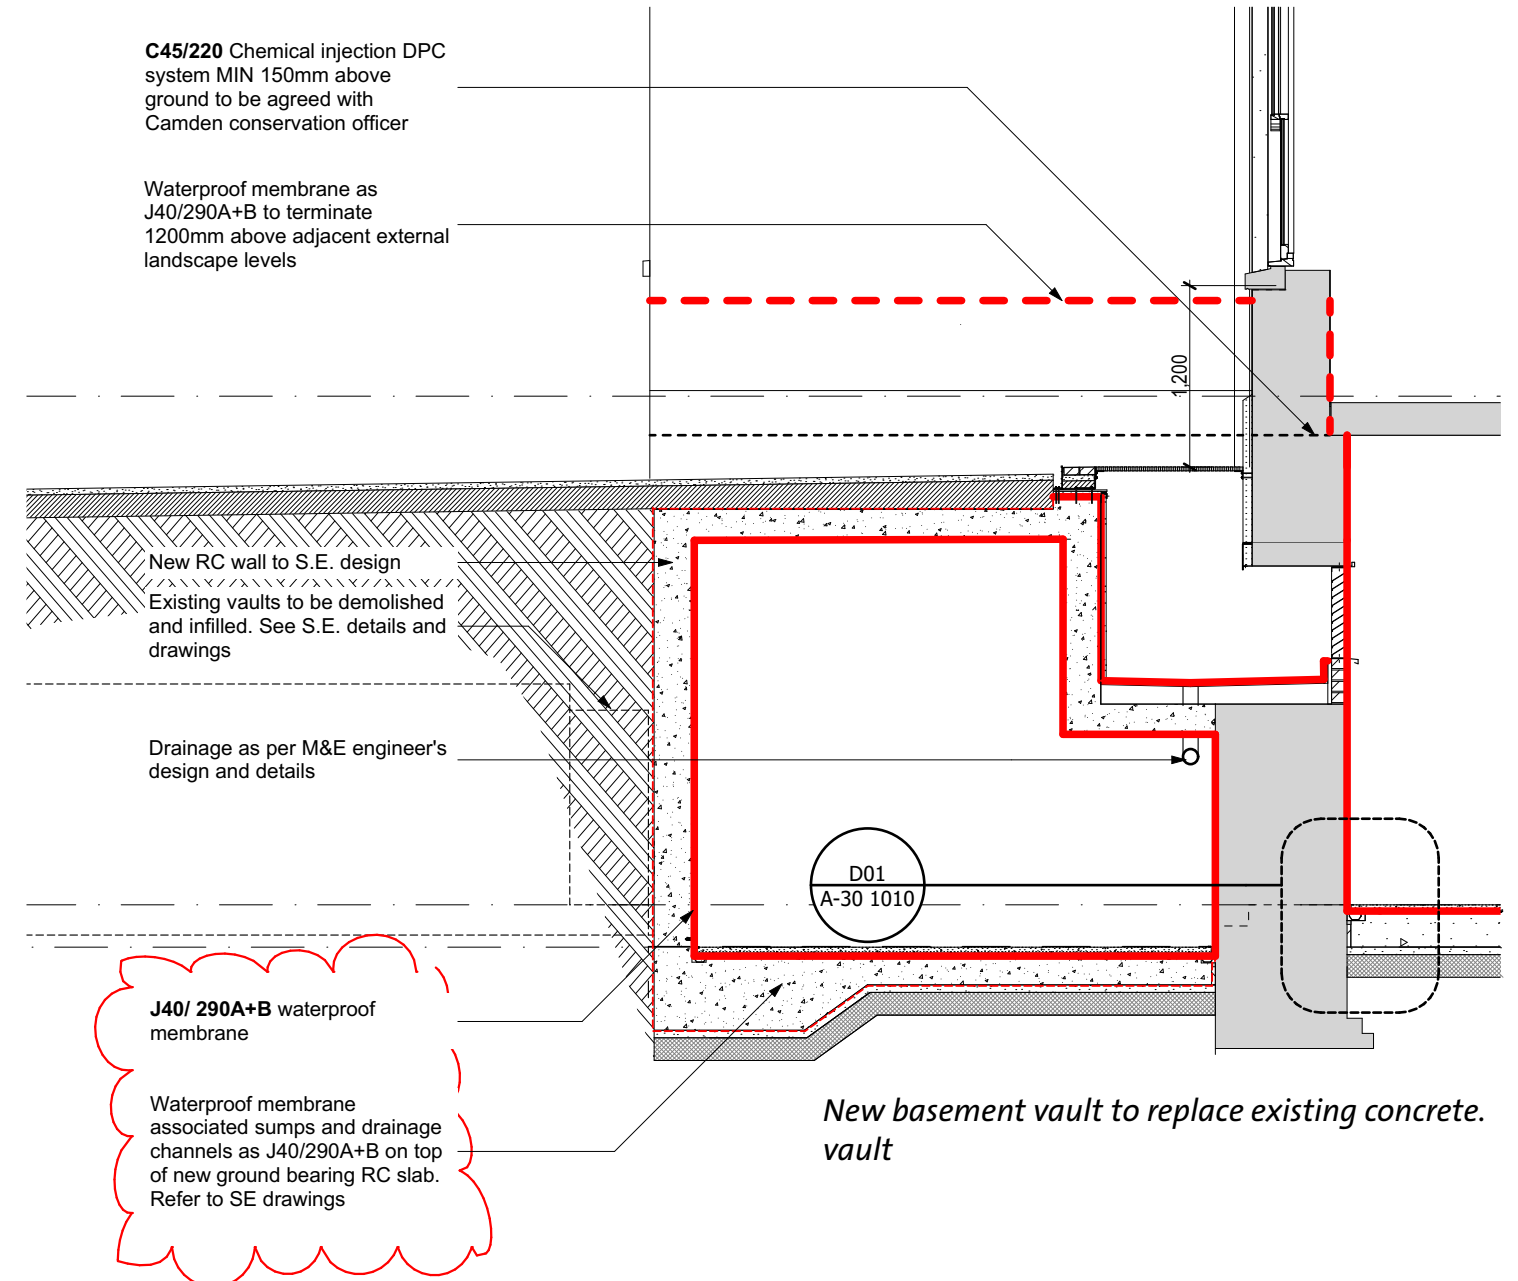 C45/220 Chemical injection DPC
system MIN 150mm above
ground to be agreed with
Camden conservation officer
Waterproof membrane as
J40/290A+B to terminate
1200mm above adjacent external
landscape levels
1,200
New RC wall to S.E. design
Existing vaults to be demolished
and infilled. See S.E. details and
drawings
Drainage as per M&E engineer's
design and details
D01
A-30 1010
J40/ 290A+B waterproof
membrane
Waterproof membrane
associated sumps and drainage
channels as J40/290A+B on top
of new ground bearing RC slab.
Refer to SE drawings
New basement vault to replace existing concrete.
vault